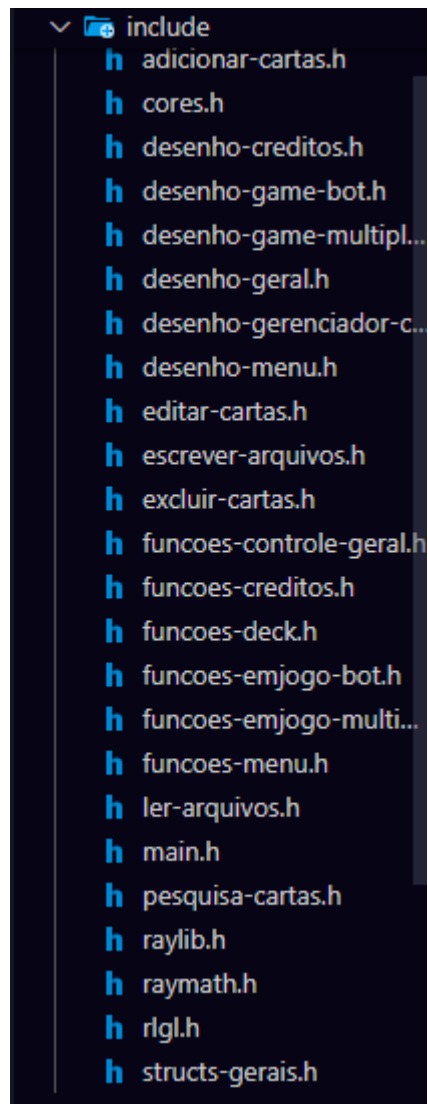 include
h adicionar-cartas.h
h cores.h
h desenho-creditos.h
h desenho-game-bot.h
h desenho-game-multipl...
h desenho-geral.h
h desenho-gerenciador-c...
h desenho-menu.h
h editar-cartas.h
h escrever-arquivos.h
h excluir-cartas.h
h funcoes-controle-geral.h
h funcoes-creditos.h
h funcoes-deck.h
h funcoes-emjogo-bot.h
h funcoes-emjogo-multi...
h funcoes-menu.h
h ler-arquivos.h
h main.h
h pesquisa-cartas.h
h raylib.h
h raymath.h
h rlgl.h
h structs-gerais.h